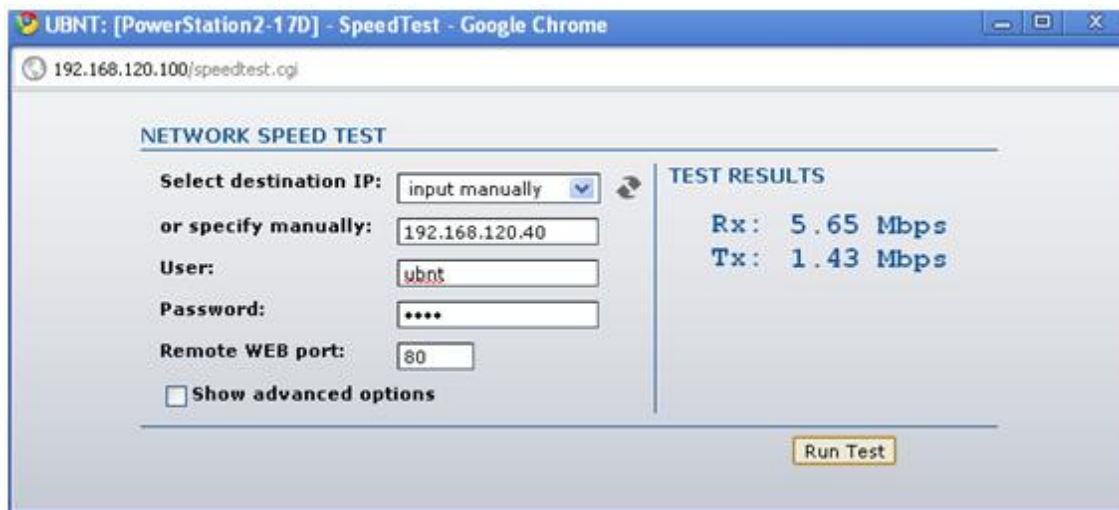 UBNT: [PowerStation2-17D] - SpeedTest - Google Chrome
192.168.120.100/speedtest.cgi
NETWORK SPEED TEST
Select destination IP: input manually
or specify manually: 192.168.120.40
User: ubnt
Password: ••••
Remote WEB port: 80
Show advanced options
TEST RESULTS
Rx: 5.65 Mbps
Tx: 1.43 Mbps
Run Test